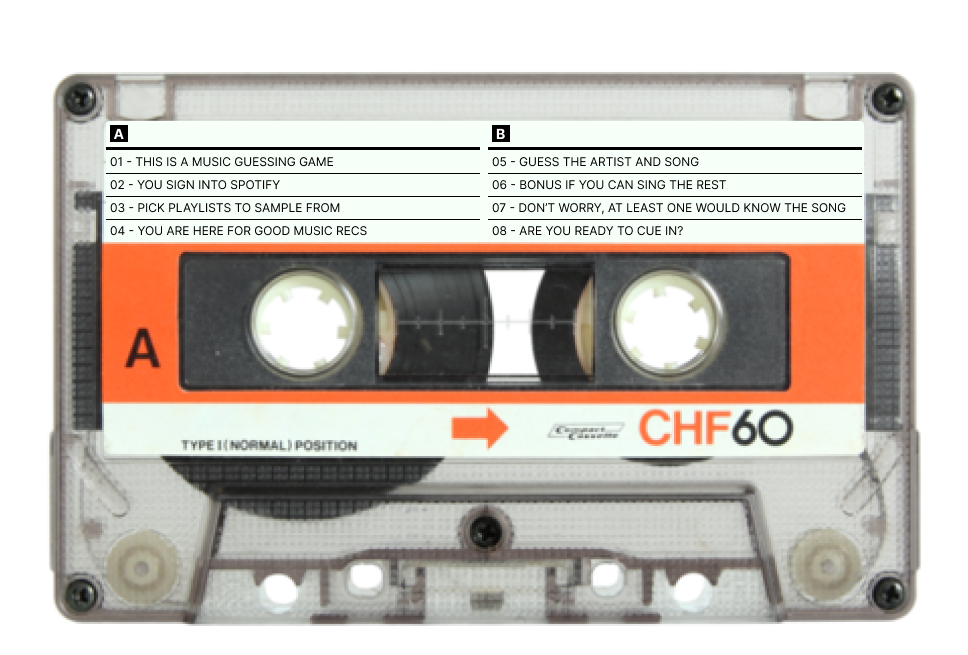 A
01 - THIS IS A MUSIC GUESSING GAME
02 - YOU SIGN INTO SPOTIFY
03 - PICK PLAYLISTS TO SAMPLE FROM
04 - YOU ARE HERE FOR GOOD MUSIC RECS
B
05 - GUESS THE ARTIST AND SONG
06 - BONUS IF YOU CAN SING THE REST
07 - DON'T WORRY, AT LEAST ONE WOULD KNOW THE SONG
08 - ARE YOU READY TO CUE IN?
A
TYPE I (NORMAL) POSITION
Compact Cassette
CHF60